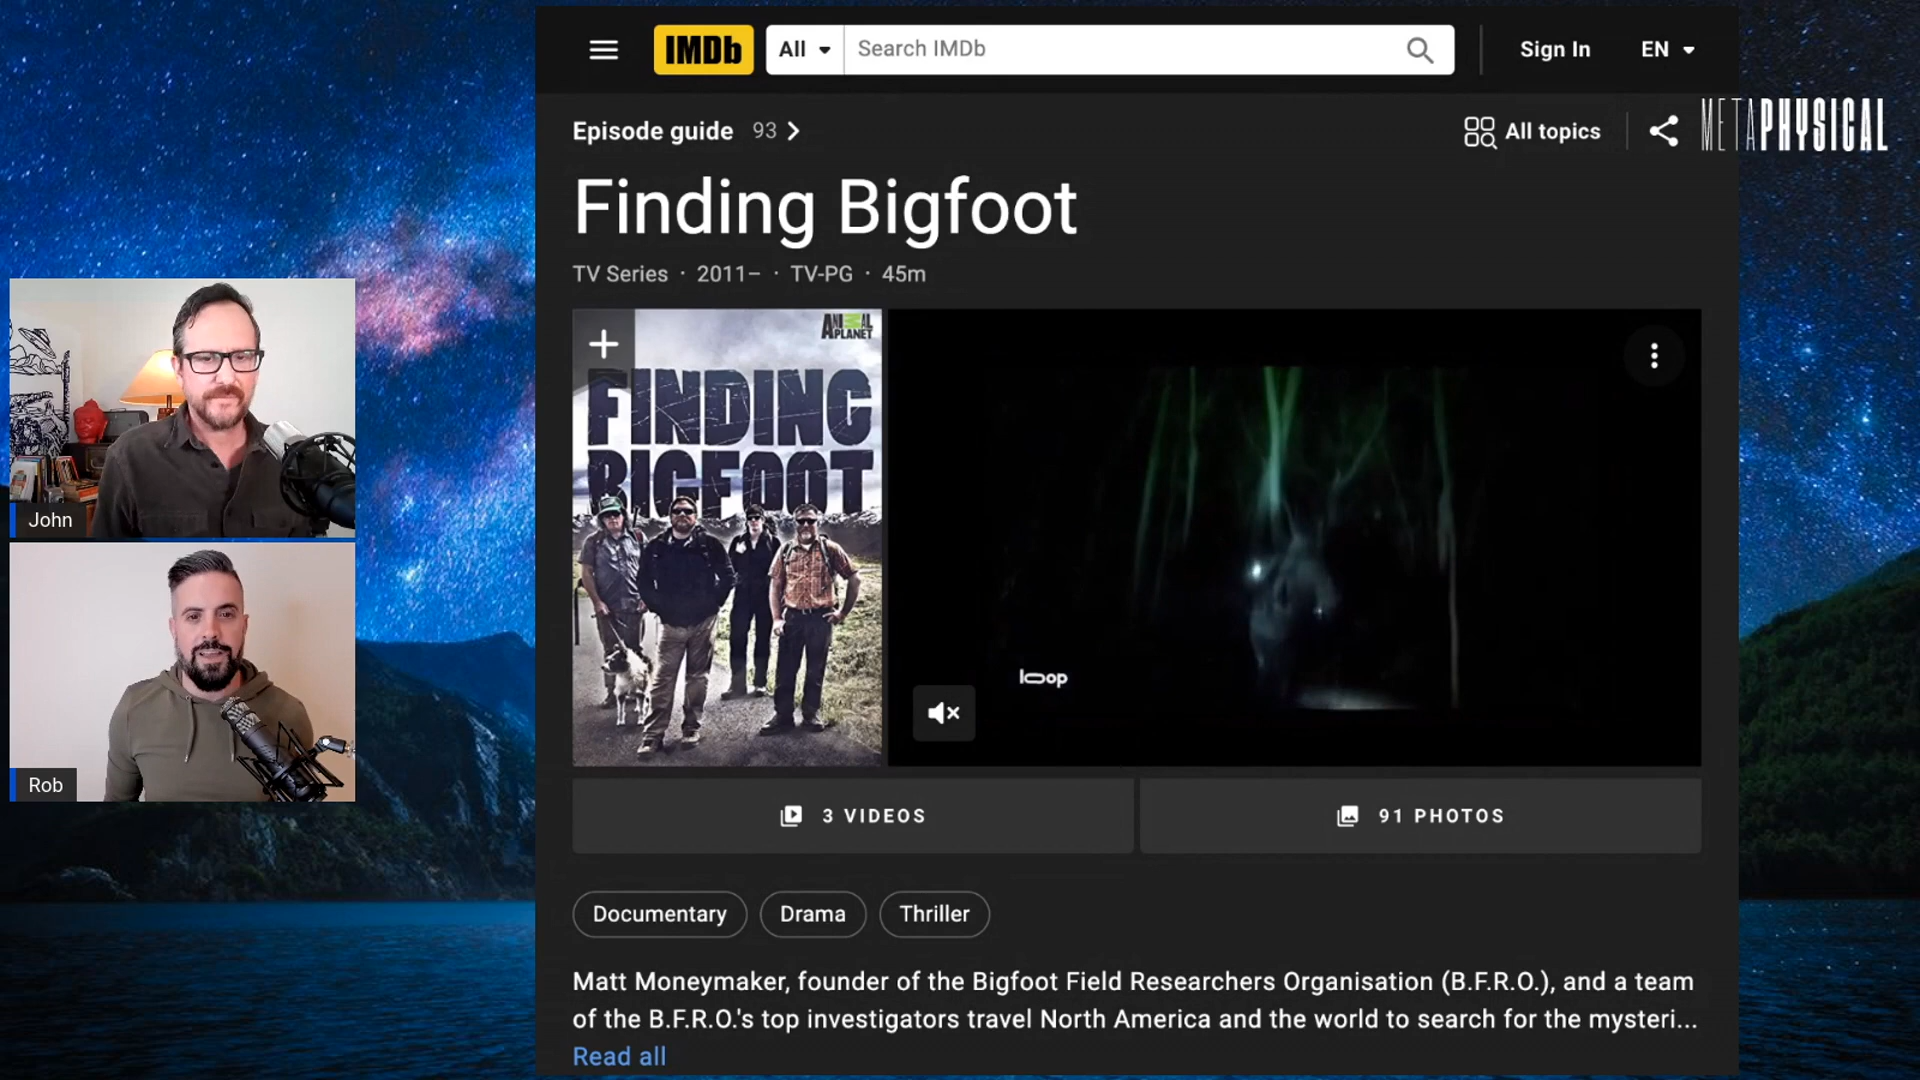 IMDb
All
Search IMDb
Sign In
EN
Episode guide 93
All topics
METAPHYSICAL
Finding Bigfoot
TV Series · 2011– · TV-PG · 45m
ANIMAL
PLANET
FINDING
BIGFOOT
loop
John
Rob
3 VIDEOS
91 PHOTOS
Documentary
Drama
Thriller
Matt Moneymaker, founder of the Bigfoot Field Researchers Organisation (B.F.R.O.), and a team
of the B.F.R.O.'s top investigators travel North America and the world to search for the mysteri...
Read all